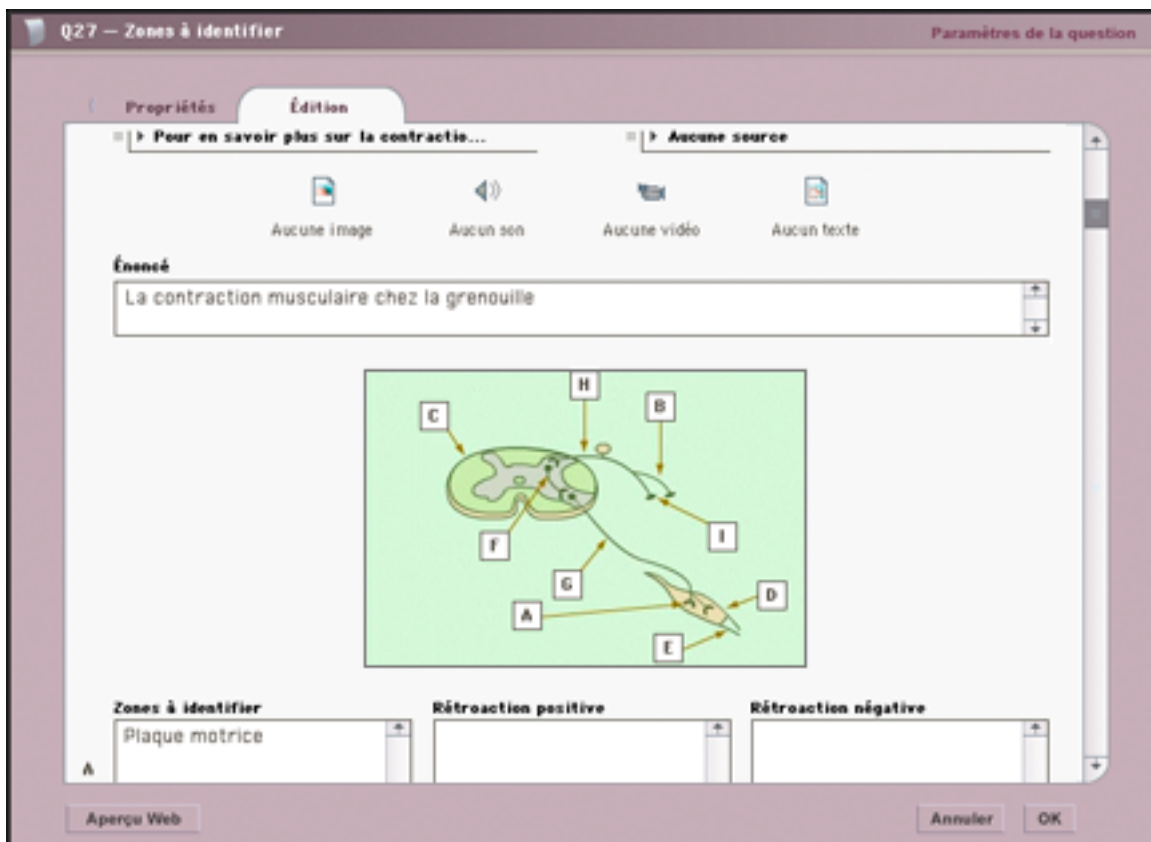 Q27 – Zones à identifier
Paramètres de la question
Propriétés
Édition
Pour en savoir plus sur la contractio...
Aucune source
Aucune image
Aucun son
Aucune vidéo
Aucun texte
Énoncé
La contraction musculaire chez la grenouille
H
B
C
F
I
G
A
D
E
Zones à identifier
Rétroaction positive
Rétroaction négative
Plaque motrice
A
Aperçu Web
Annuler
OK